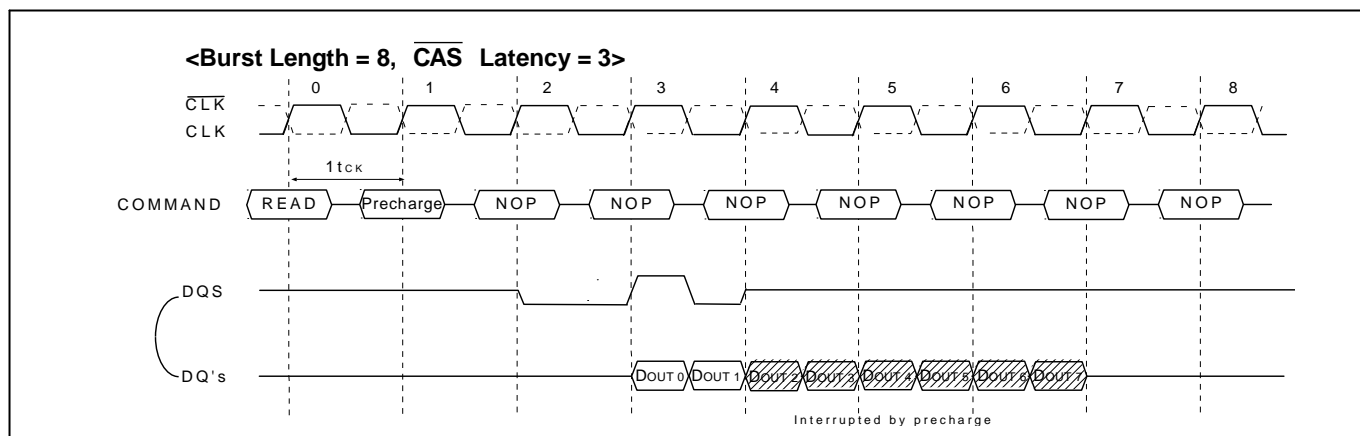 <Burst Length = 8, CAS Latency = 3>
0 1 2 3 4 5 6 7 8
CLK
CLK
1tCK
COMMAND READ Precharge NOP NOP NOP NOP NOP NOP NOP
DQS
DQ's DOUT 0 DOUT 1 DOUT 2 DOUT 3 DOUT 4 DOUT 5 DOUT 6 DOUT 7
Interrupted by precharge